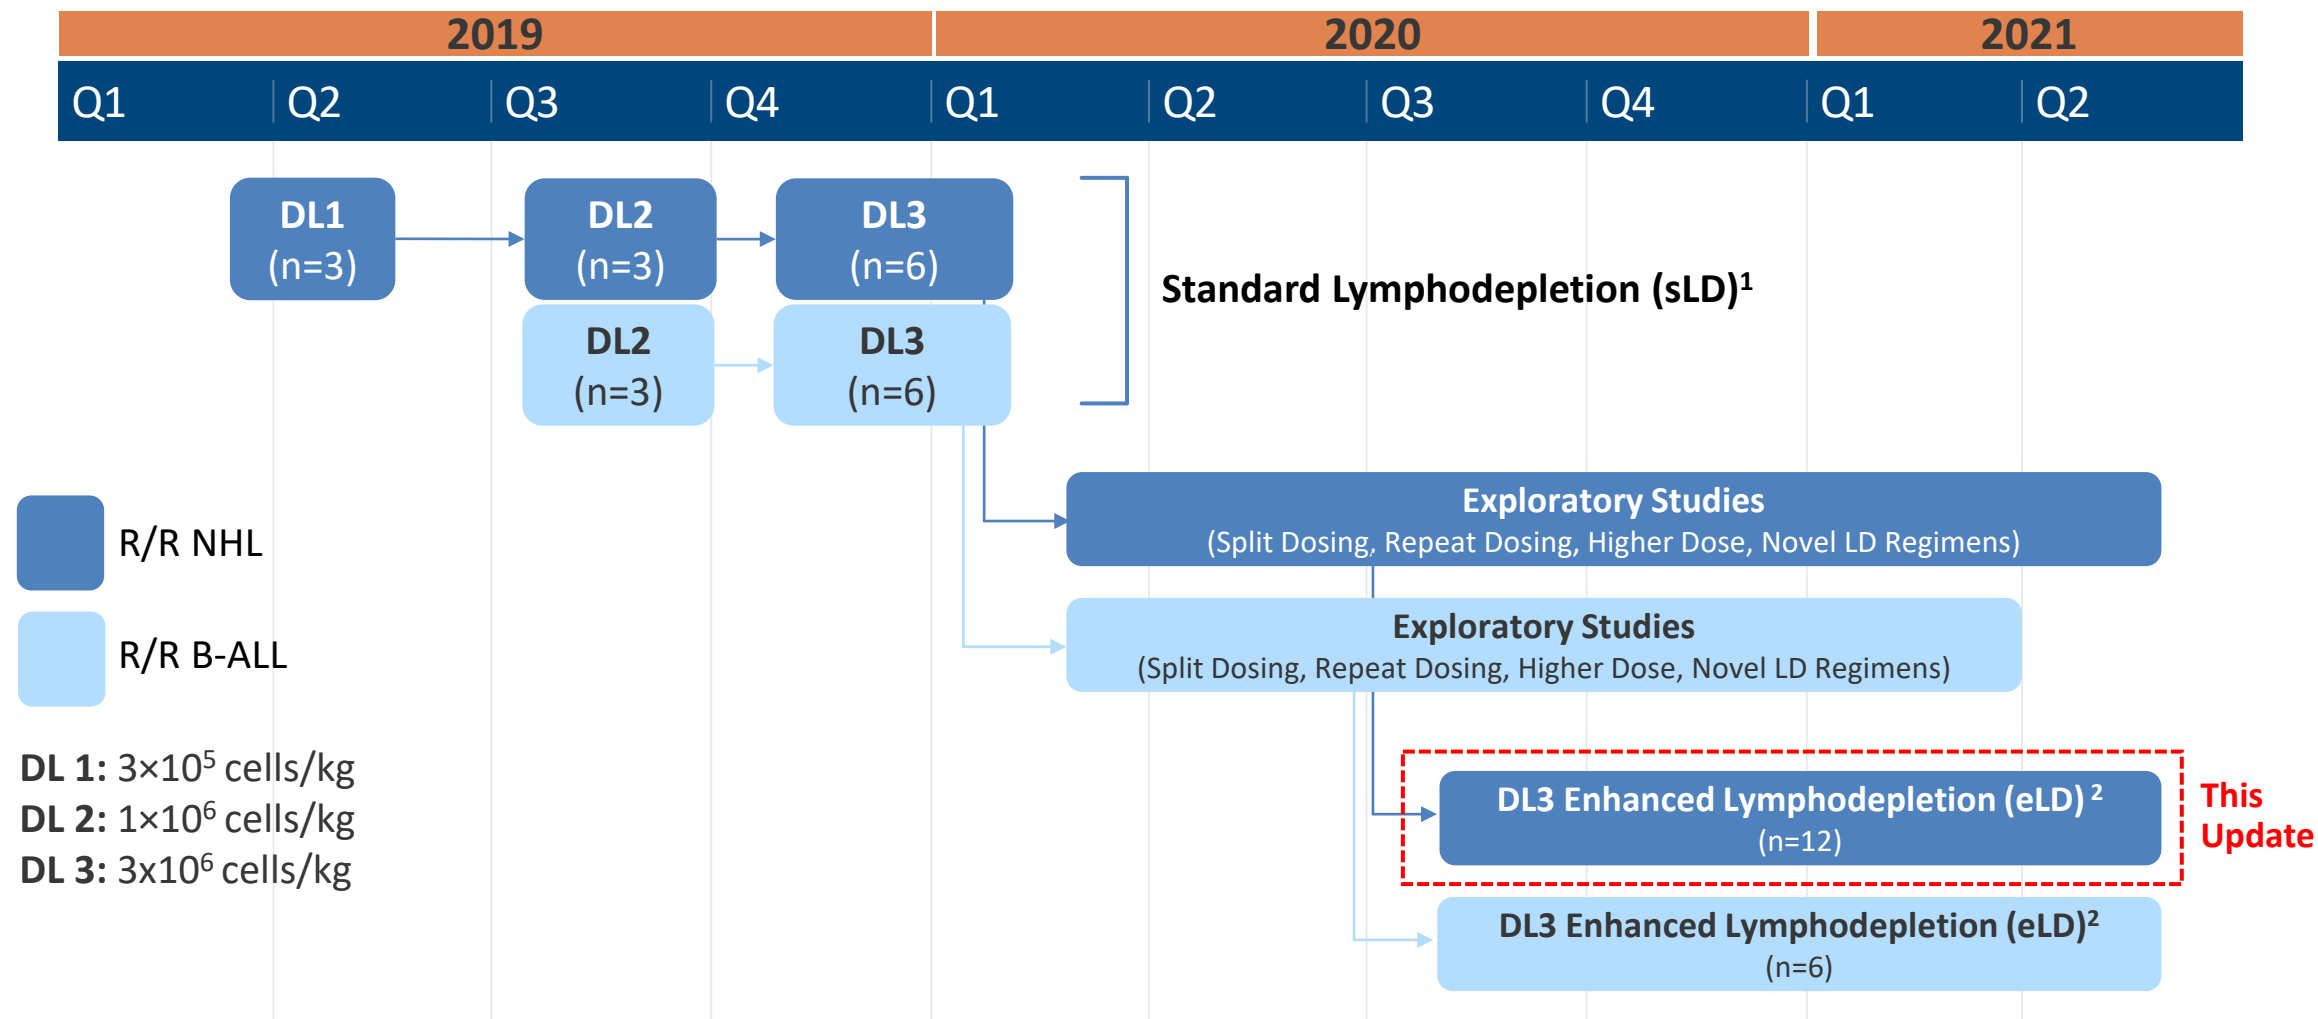 2019 2020 2021
Q1 Q2 Q3 Q4 Q1 Q2 Q3 Q4 Q1 Q2
DL1
(n=3)
DL2
(n=3)
DL3
(n=6)
DL2
(n=3)
DL3
(n=6)
Standard Lymphodepletion (sLD)¹
Exploratory Studies
(Split Dosing, Repeat Dosing, Higher Dose, Novel LD Regimens)
R/R NHL
Exploratory Studies
(Split Dosing, Repeat Dosing, Higher Dose, Novel LD Regimens)
R/R B-ALL
DL 1: 3×10⁵ cells/kg
DL 2: 1×10⁶ cells/kg
DL 3: 3x10⁶ cells/kg
DL3 Enhanced Lymphodepletion (eLD) ²
(n=12)
This
Update
DL3 Enhanced Lymphodepletion (eLD)²
(n=6)